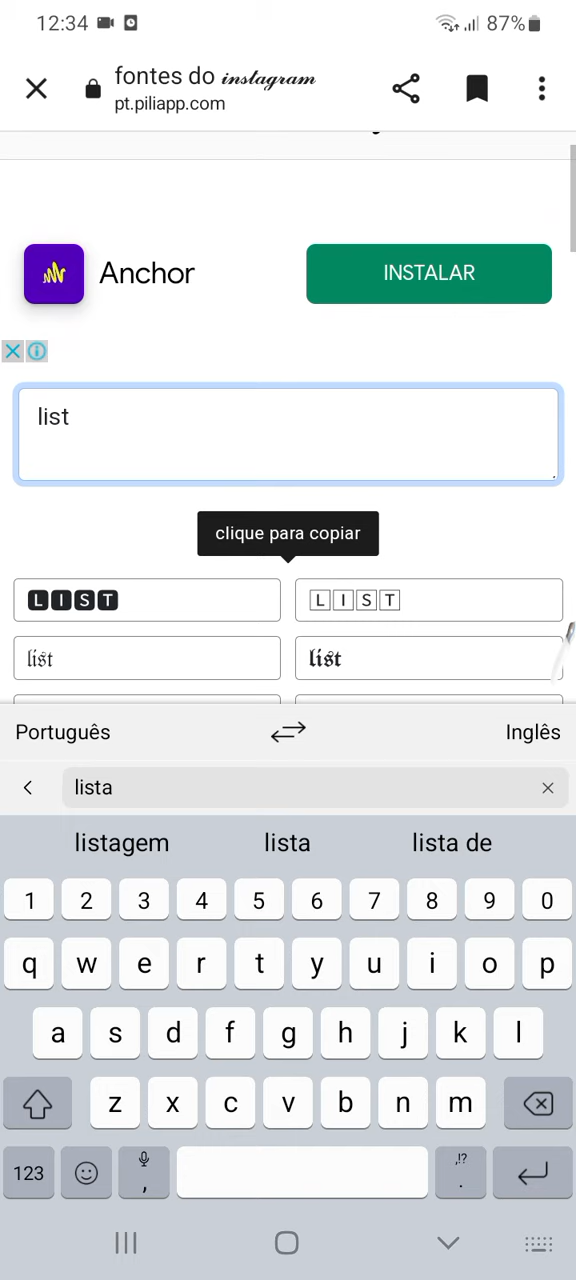 12:34 87%
fontes do 𝒾𝓃𝓈𝓉𝒶𝑔𝓇𝒶𝓂
pt.piliapp.com
Anchor INSTALAR
list
clique para copiar
🅻🅸🆂🆃 🄻🄸🅂🅃
𝔩𝔦𝔰𝔱 𝖑𝖎𝖘𝖙
Português Inglês
lista
listagem lista lista de
1 2 3 4 5 6 7 8 9 0
q w e r t y u i o p
a s d f g h j k l
z x c v b n m
123 , ,!? .